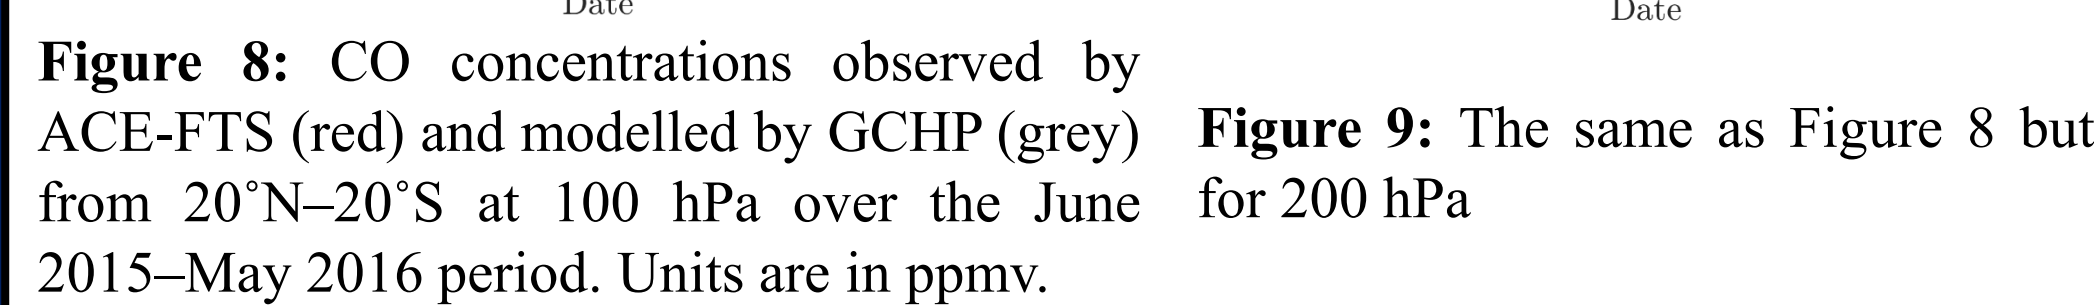 Date
Figure 8: CO concentrations observed by
ACE-FTS (red) and modelled by GCHP (grey)
from 20°N–20°S at 100 hPa over the June
2015–May 2016 period. Units are in ppmv.
Date
Figure 9: The same as Figure 8 but
for 200 hPa